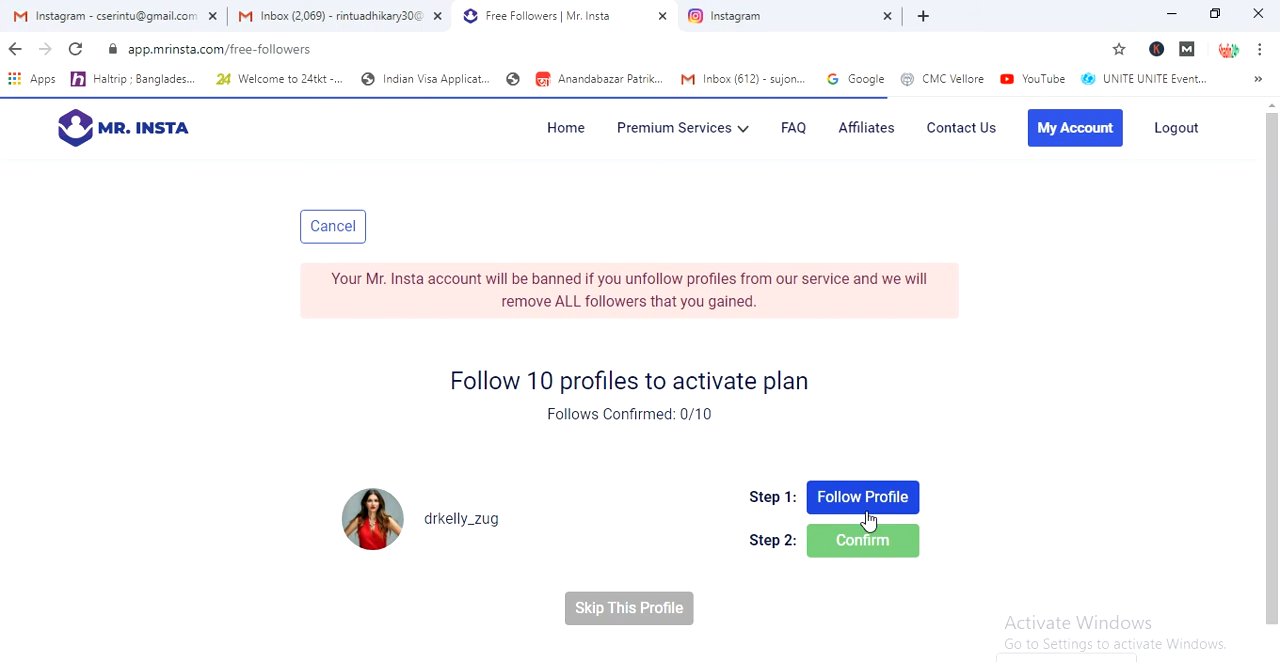 Instagram - cserintu@gmail.com
Inbox (2,069) - rintuadhikary30@
Free Followers | Mr. Insta
Instagram
app.mrinsta.com/free-followers
K
M
Apps
Haltrip ; Banglades...
Welcome to 24tkt -...
Indian Visa Applicat...
Anandabazar Patrik...
Inbox (612) - sujon...
Google
CMC Vellore
YouTube
UNITE UNITE Event...
»
MR. INSTA
Home
Premium Services
FAQ
Affiliates
Contact Us
My Account
Logout
Cancel
Your Mr. Insta account will be banned if you unfollow profiles from our service and we will
remove ALL followers that you gained.
Follow 10 profiles to activate plan
Follows Confirmed: 0/10
drkelly_zug
Step 1:
Follow Profile
Step 2:
Confirm
Skip This Profile
Activate Windows
Go to Settings to activate Windows.